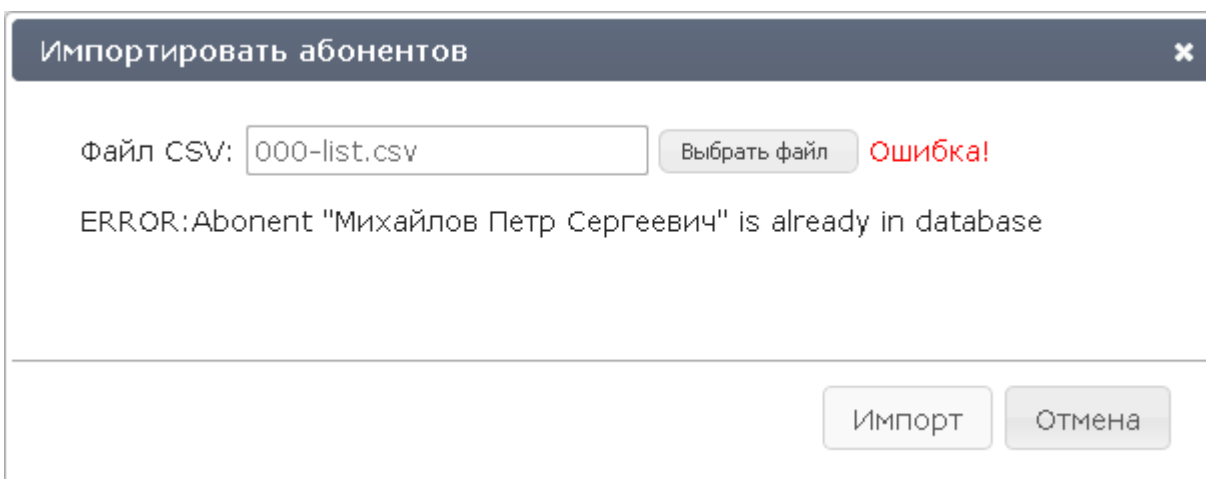 Импортировать абонентов
Файл CSV: 000-list.csv Выбрать файл Ошибка!
ERROR:Abonent "Михайлов Петр Сергеевич" is already in database
Импорт Отмена